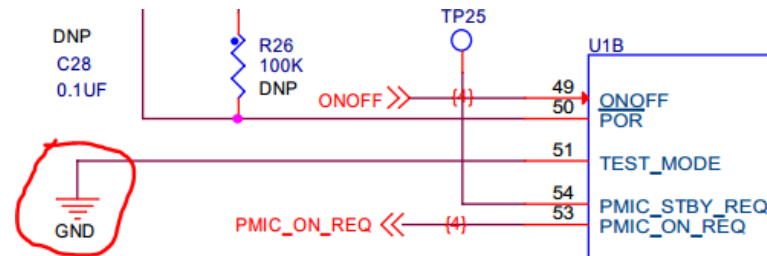 TP25
DNP
C28
0.1UF
R26
100K
DNP
U1B
ONOFF
{4}
49
ONOFF
50
POR
51
TEST_MODE
54
PMIC_STBY_REQ
PMIC_ON_REQ
{4}
53
PMIC_ON_REQ
GND